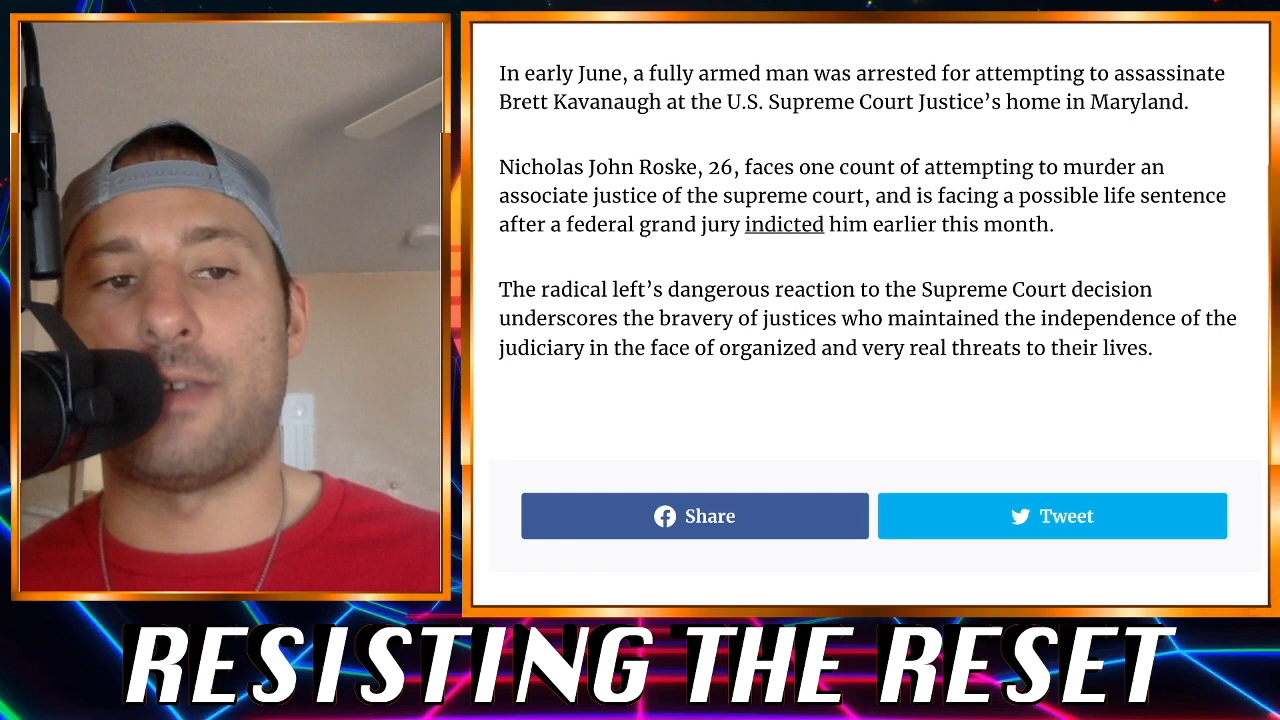 In early June, a fully armed man was arrested for attempting to assassinate
Brett Kavanaugh at the U.S. Supreme Court Justice’s home in Maryland.
Nicholas John Roske, 26, faces one count of attempting to murder an
associate justice of the supreme court, and is facing a possible life sentence
after a federal grand jury indicted him earlier this month.
The radical left’s dangerous reaction to the Supreme Court decision
underscores the bravery of justices who maintained the independence of the
judiciary in the face of organized and very real threats to their lives.
Share
Tweet
RESISTING THE RESET